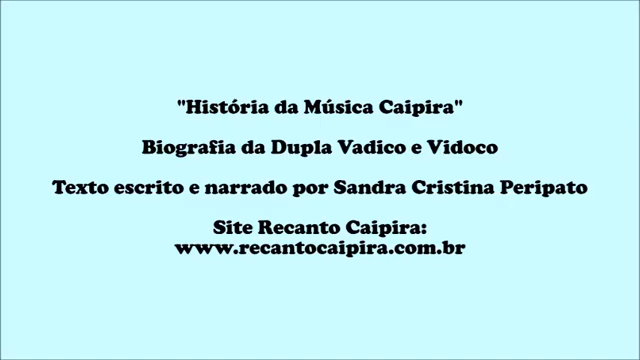 "História da Música Caipira"
Biografia da Dupla Vadico e Vidoco
Texto escrito e narrado por Sandra Cristina Peripato
Site Recanto Caipira:
www.recantocaipira.com.br